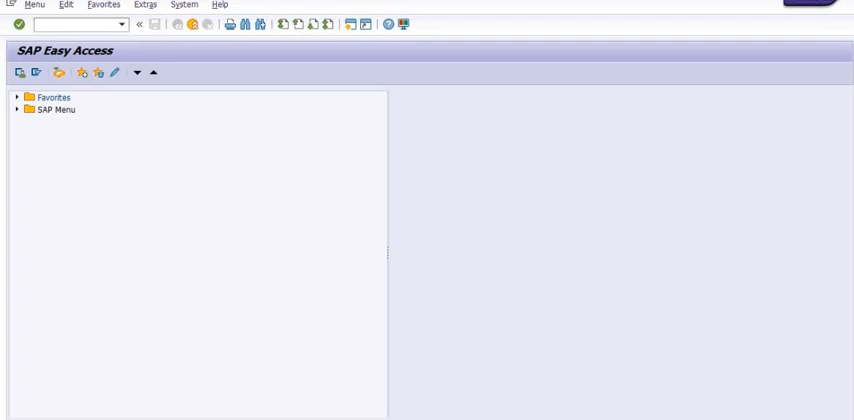 Menu Edit Favorites Extras System Help
SAP Easy Access
Favorites
SAP Menu